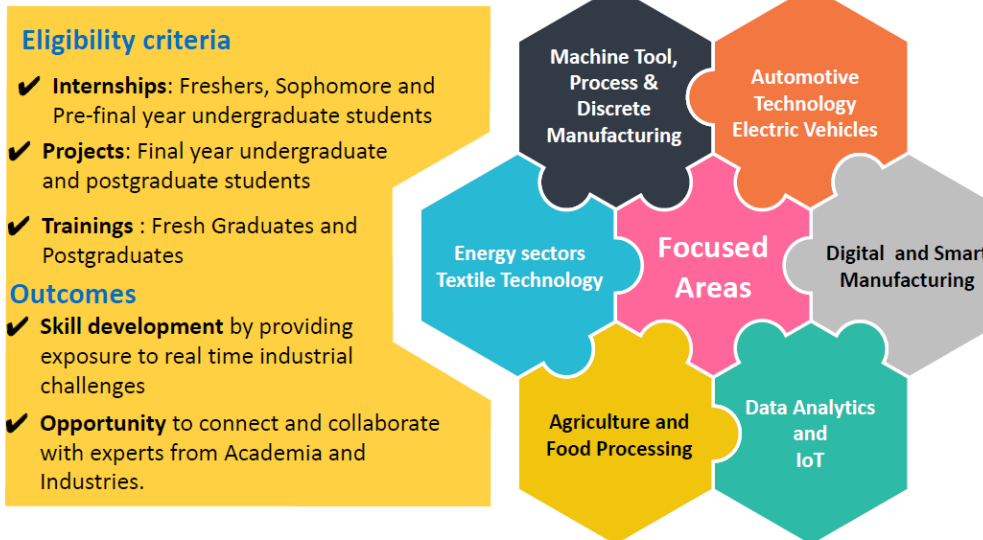 Eligibility criteria
✔ Internships: Freshers, Sophomore and
Pre-final year undergraduate students
✔ Projects: Final year undergraduate
and postgraduate students
✔ Trainings : Fresh Graduates and
Postgraduates
Outcomes
✔ Skill development by providing
exposure to real time industrial
challenges
✔ Opportunity to connect and collaborate
with experts from Academia and
Industries.
Machine Tool,
Process &
Discrete
Manufacturing
Automotive
Technology
Electric Vehicles
Energy sectors
Textile Technology
Focused
Areas
Digital and Smart
Manufacturing
Agriculture and
Food Processing
Data Analytics
and
IoT